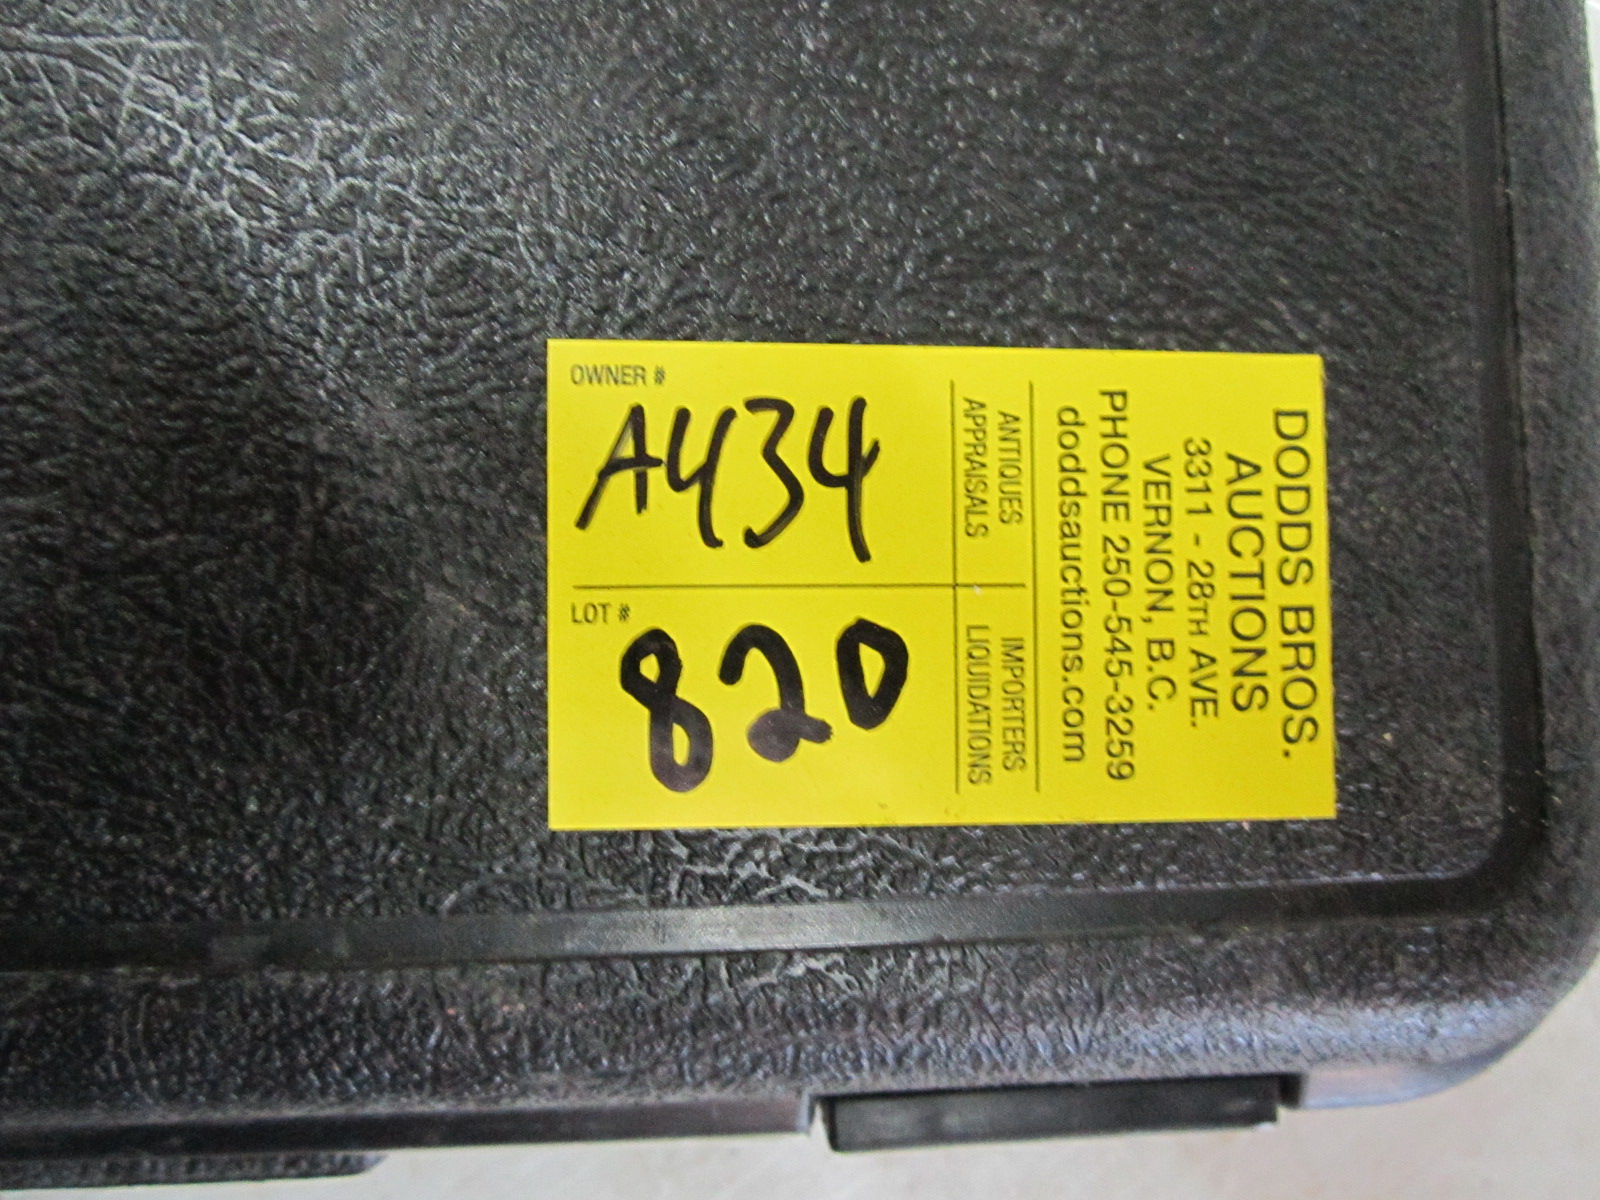 DODDS BROS.
AUCTIONS
3311 - 28TH AVE.
VERNON, B.C.
PHONE 250-545-3259
doddsauctions.com
ANTIQUES
APPRAISALS
IMPORTERS
LIQUIDATIONS
OWNER #
A434
LOT #
820